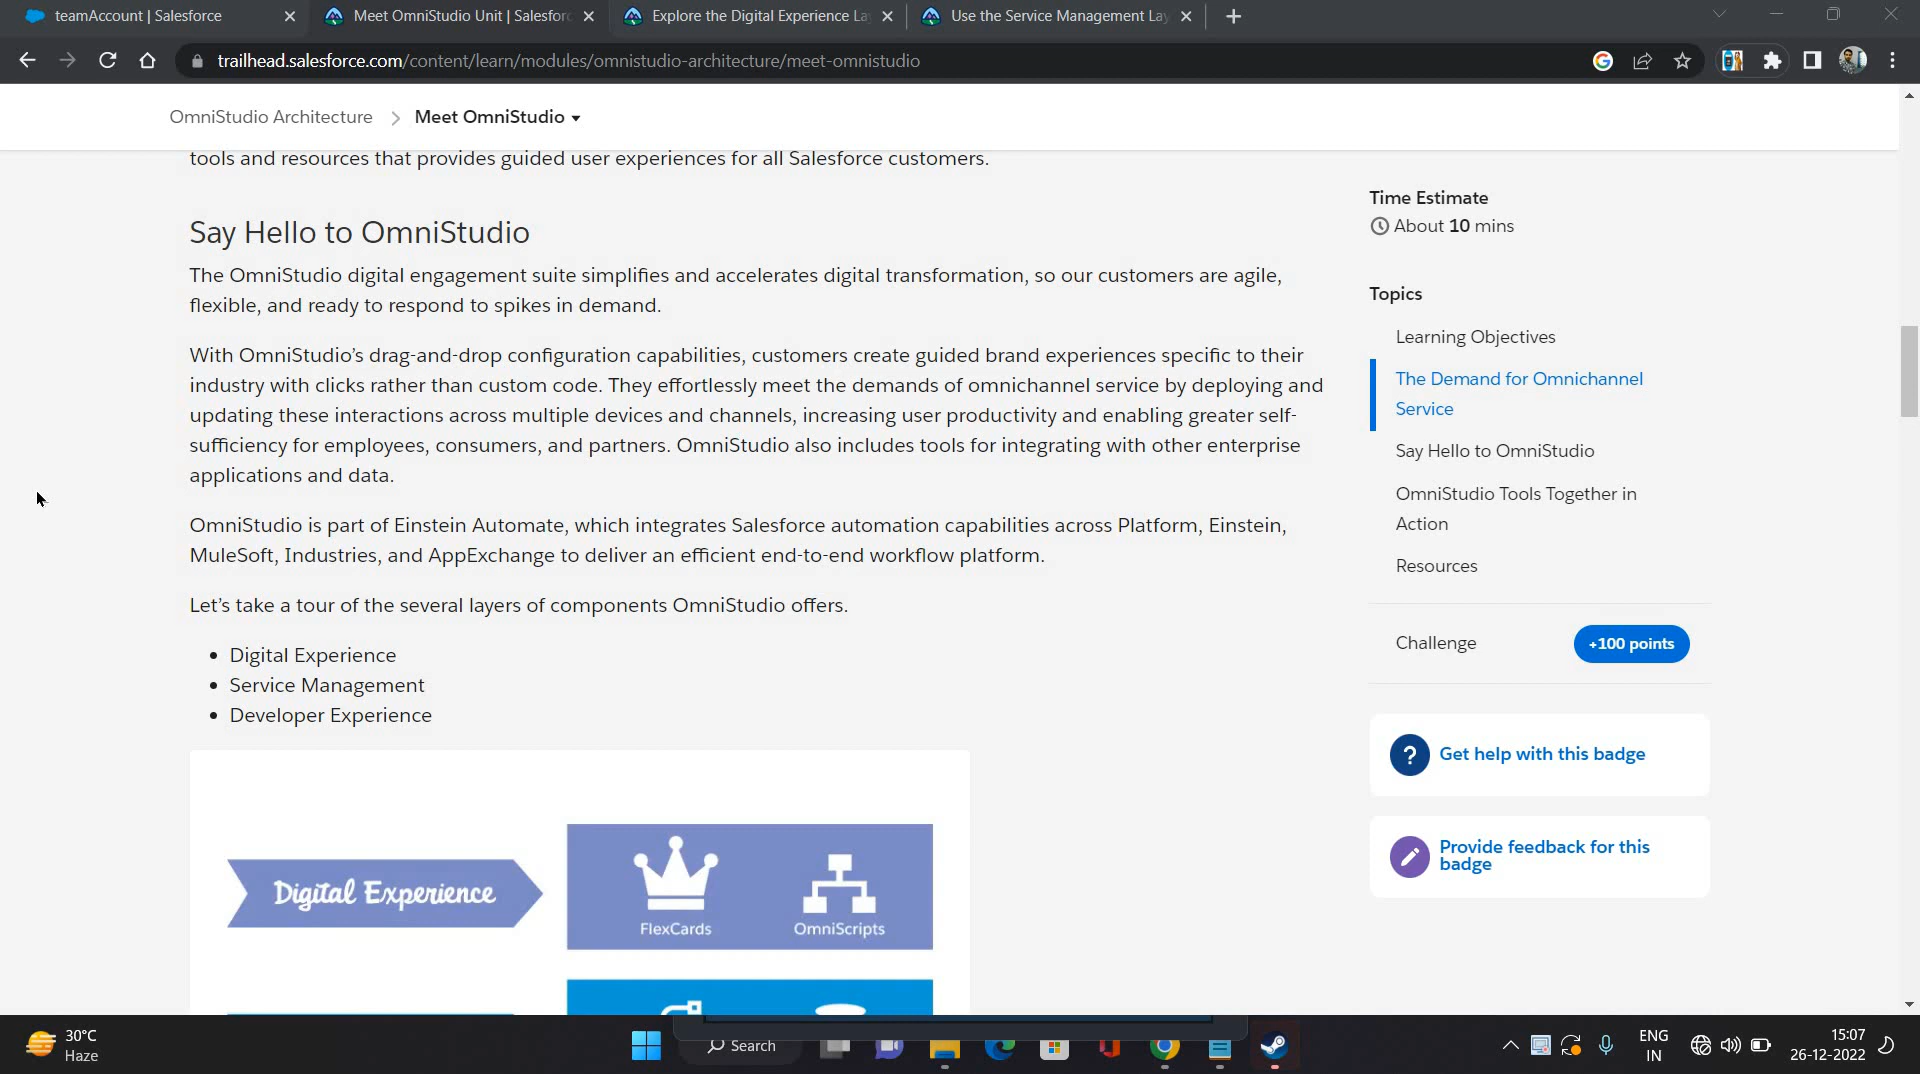 teamAccount | Salesforce
Meet OmniStudio Unit | Salesforc
Explore the Digital Experience La
Use the Service Management Lay
trailhead.salesforce.com/content/learn/modules/omnistudio-architecture/meet-omnistudio
OmniStudio Architecture > Meet OmniStudio
tools and resources that provides guided user experiences for all Salesforce customers.
Say Hello to OmniStudio
The OmniStudio digital engagement suite simplifies and accelerates digital transformation, so our customers are agile,
flexible, and ready to respond to spikes in demand.
With OmniStudio’s drag-and-drop configuration capabilities, customers create guided brand experiences specific to their
industry with clicks rather than custom code. They effortlessly meet the demands of omnichannel service by deploying and
updating these interactions across multiple devices and channels, increasing user productivity and enabling greater self-
sufficiency for employees, consumers, and partners. OmniStudio also includes tools for integrating with other enterprise
applications and data.
OmniStudio is part of Einstein Automate, which integrates Salesforce automation capabilities across Platform, Einstein,
MuleSoft, Industries, and AppExchange to deliver an efficient end-to-end workflow platform.
Let’s take a tour of the several layers of components OmniStudio offers.
• Digital Experience
• Service Management
• Developer Experience
Digital Experience
FlexCards
OmniScripts
Time Estimate
About 10 mins
Topics
Learning Objectives
The Demand for Omnichannel
Service
Say Hello to OmniStudio
OmniStudio Tools Together in
Action
Resources
Challenge
+100 points
? Get help with this badge
Provide feedback for this
badge
30°C
Haze
Search
ENG
IN
15:07
26-12-2022